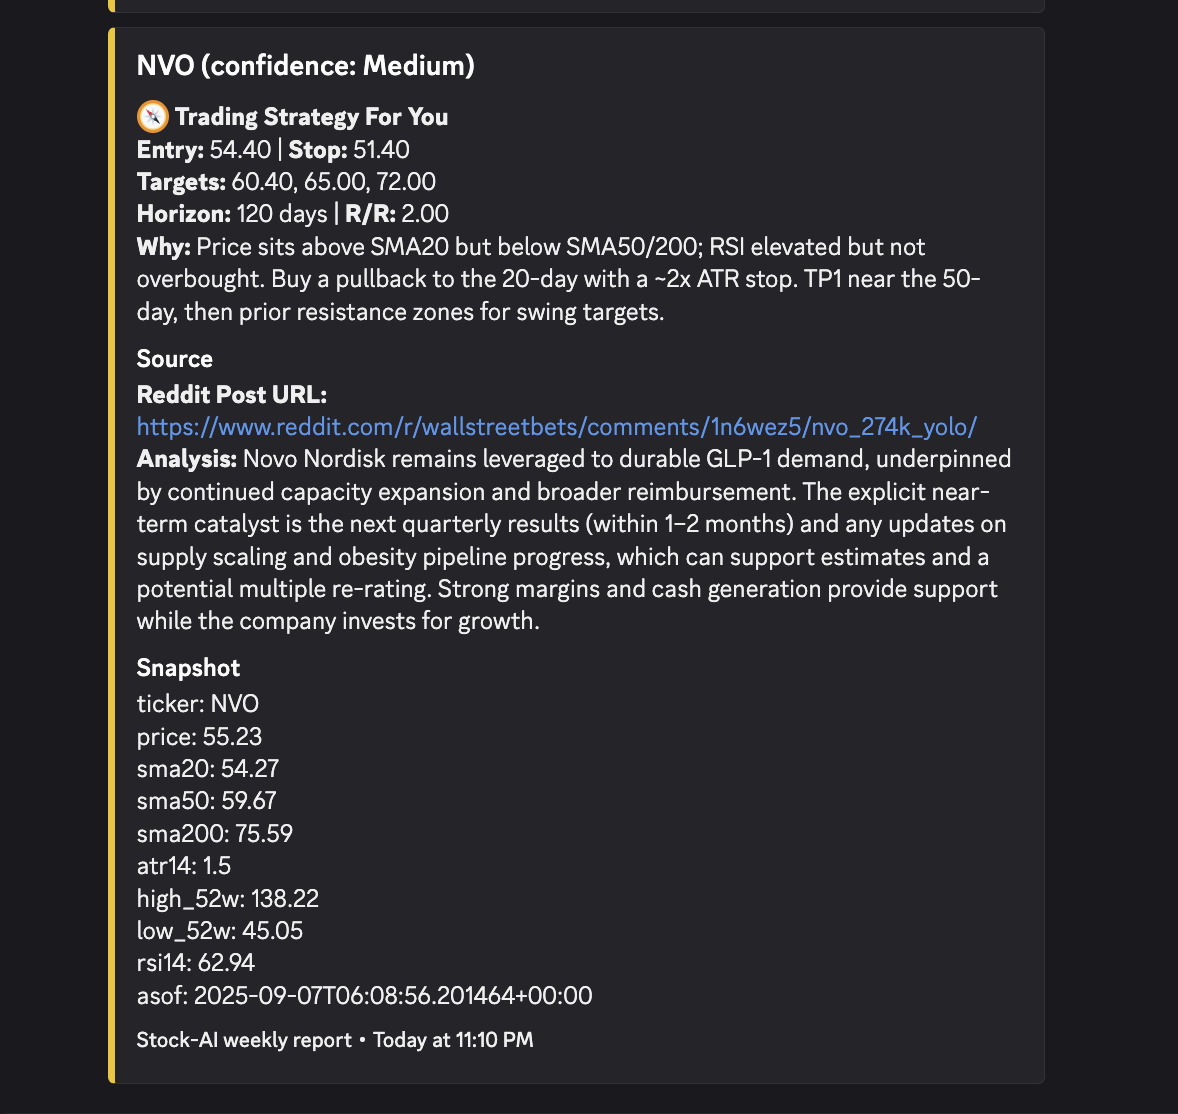 NVO (confidence: Medium)
Trading Strategy For You
Entry: 54.40 | Stop: 51.40
Targets: 60.40, 65.00, 72.00
Horizon: 120 days | R/R: 2.00
Why: Price sits above SMA20 but below SMA50/200; RSI elevated but not
overbought. Buy a pullback to the 20-day with a ~2x ATR stop. TP1 near the 50-
day, then prior resistance zones for swing targets.
Source
Reddit Post URL:
https://www.reddit.com/r/wallstreetbets/comments/1n6wez5/nvo_274k_yolo/
Analysis: Novo Nordisk remains leveraged to durable GLP-1 demand, underpinned
by continued capacity expansion and broader reimbursement. The explicit near-
term catalyst is the next quarterly results (within 1–2 months) and any updates on
supply scaling and obesity pipeline progress, which can support estimates and a
potential multiple re-rating. Strong margins and cash generation provide support
while the company invests for growth.
Snapshot
ticker: NVO
price: 55.23
sma20: 54.27
sma50: 59.67
sma200: 75.59
atr14: 1.5
high_52w: 138.22
low_52w: 45.05
rsi14: 62.94
asof: 2025-09-07T06:08:56.201464+00:00
Stock-AI weekly report • Today at 11:10 PM